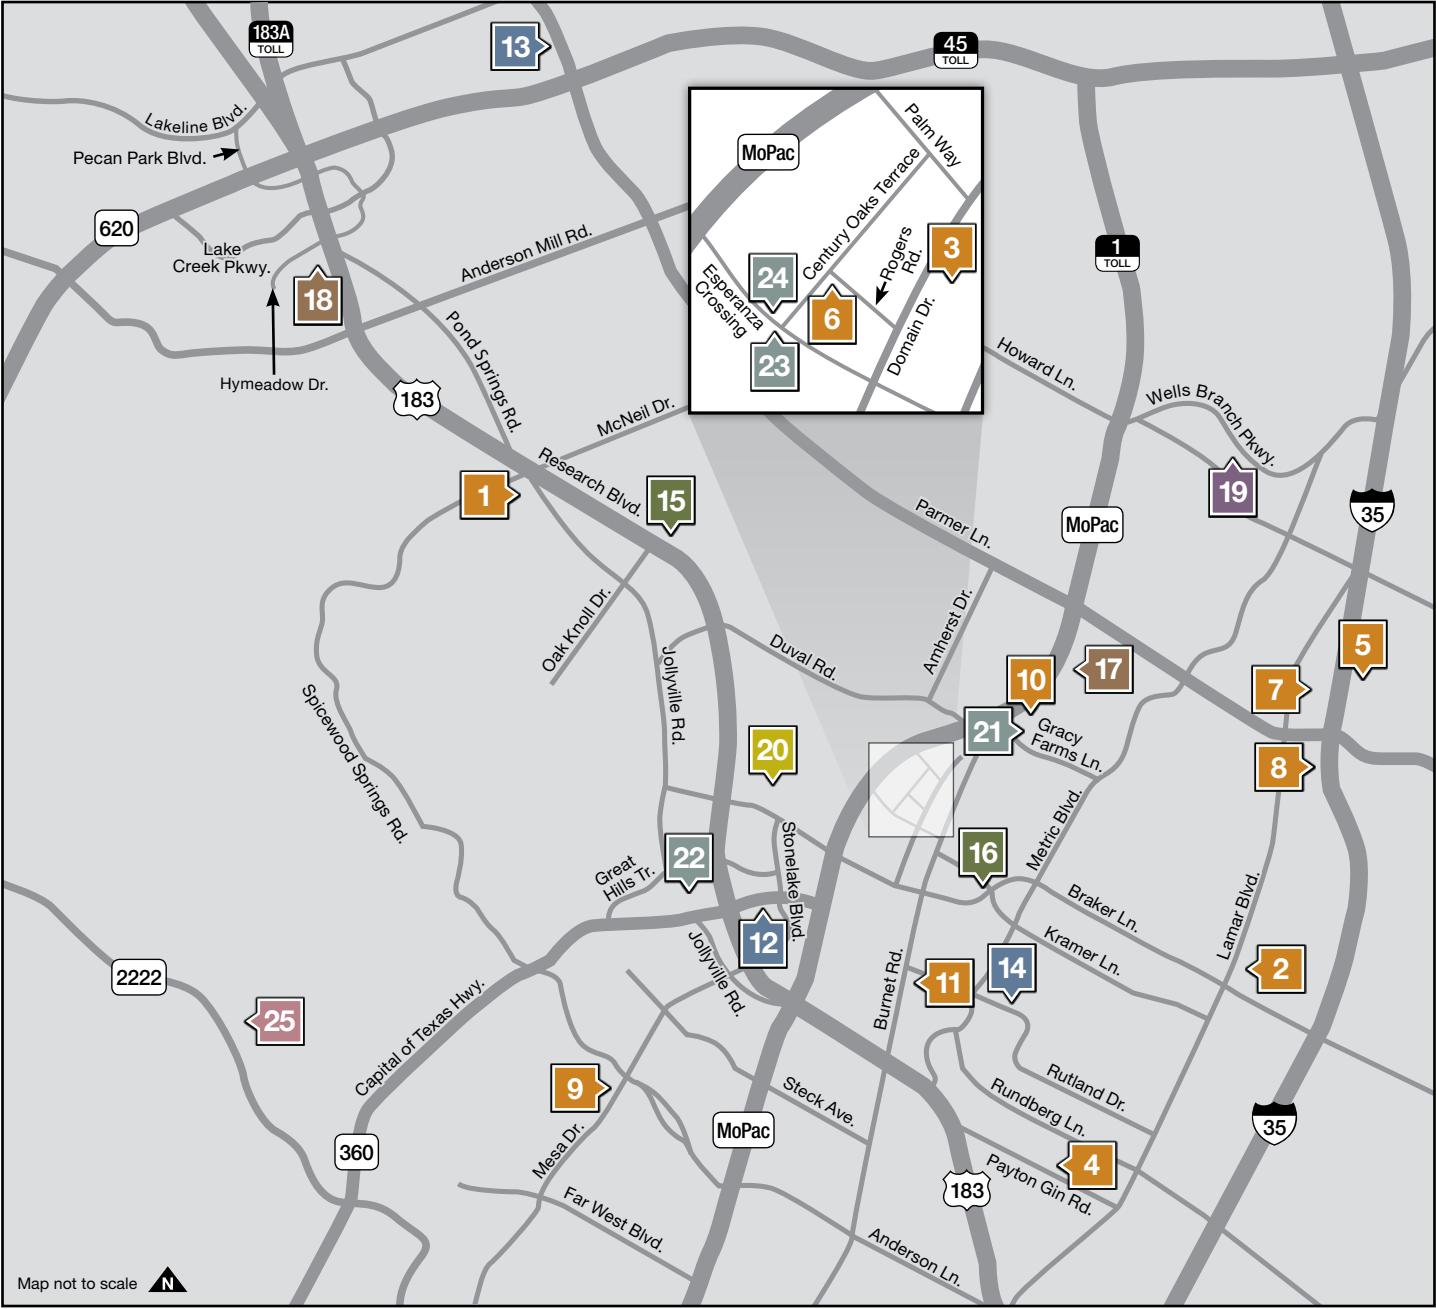 183A
TOLL
13
45
TOLL
Lakeline Blvd.
Pecan Park Blvd.
620
Lake
Creek Pkwy.
18
Hymeadow Dr.
Anderson Mill Rd.
Pond Springs Rd.
183
McNeil Dr.
MoPac
Palm Way
Century Oaks Terrace
Rogers
Rd.
3
24
Esperanza
Crossing
6
23
Domain Dr.
1
TOLL
Howard Ln.
Wells Branch Pkwy.
19
35
MoPac
Parmer Ln.
Research Blvd.
1
15
Oak Knoll Dr.
Jollyville Rd.
Duval Rd.
Amherst Dr.
10
17
5
7
21
Gracy
Farms Ln.
8
20
Spicewood Springs Rd.
Metric Blvd.
Stonelake Blvd.
22
Great
Hills Tr.
16
Braker Ln.
Lamar Blvd.
Kramer Ln.
12
Jollyville Rd.
Burnet Rd.
11
14
2
2222
25
Capital of Texas Hwy.
9
Steck Ave.
Rutland Dr.
Rundberg Ln.
MoPac
35
360
Mesa Dr.
4
Payton Gin Rd.
183
Far West Blvd.
Anderson Ln.
Map not to scale
N